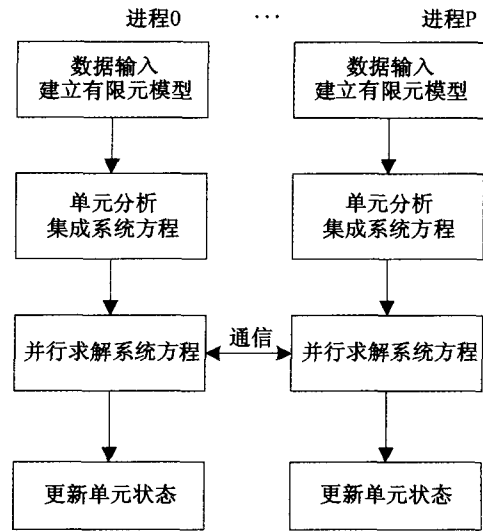 进程0 ... 进程P
数据输入
建立有限元模型
数据输入
建立有限元模型
单元分析
集成系统方程
单元分析
集成系统方程
并行求解系统方程
通信
并行求解系统方程
更新单元状态
更新单元状态